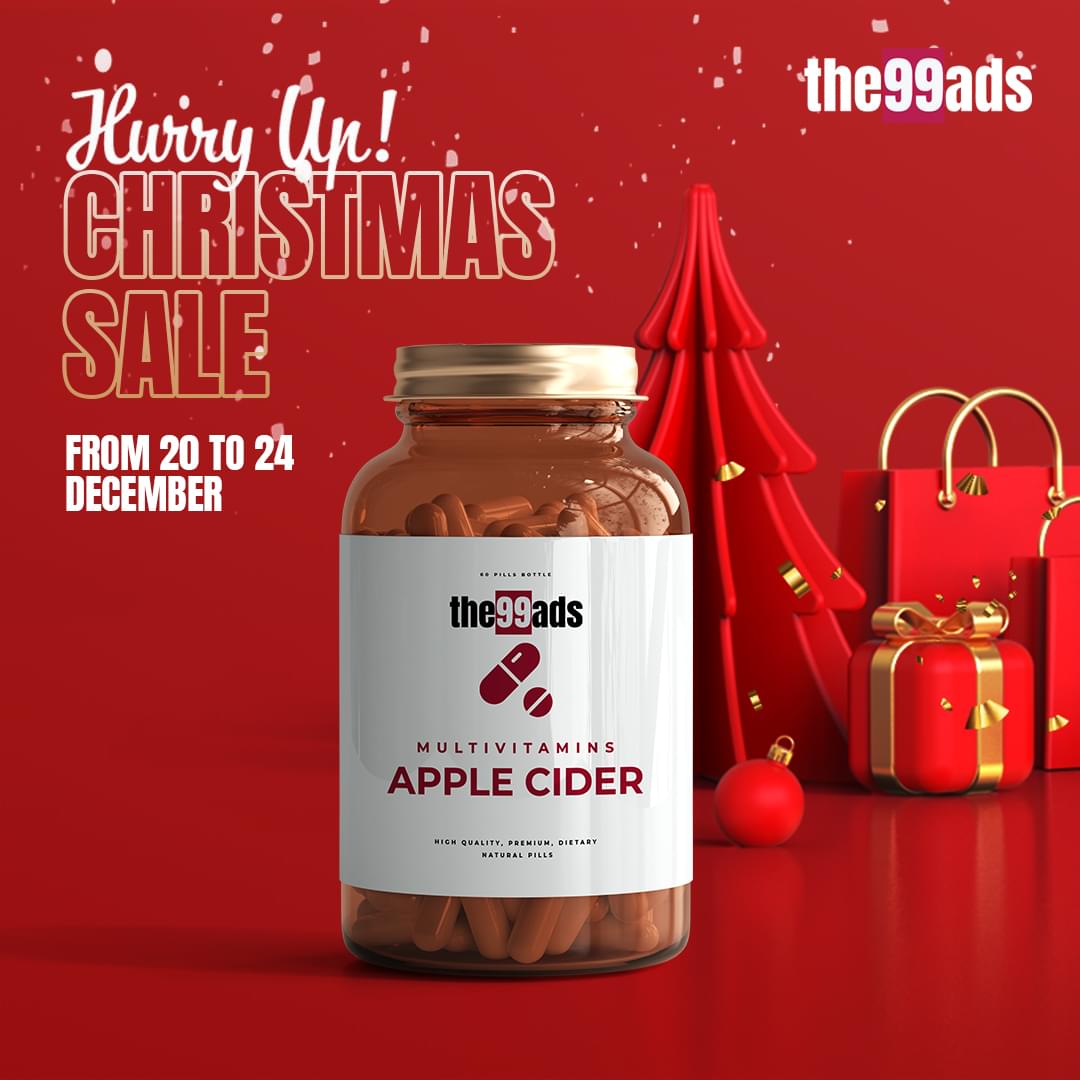 Hurry Up!
CHRISTMAS
SALE
FROM 20 TO 24
DECEMBER
the99ads
60 PILLS BOTTLE
the99ads
MULTIVITAMINS
APPLE CIDER
HIGH QUALITY, PREMIUM, DIETARY
NATURAL PILLS